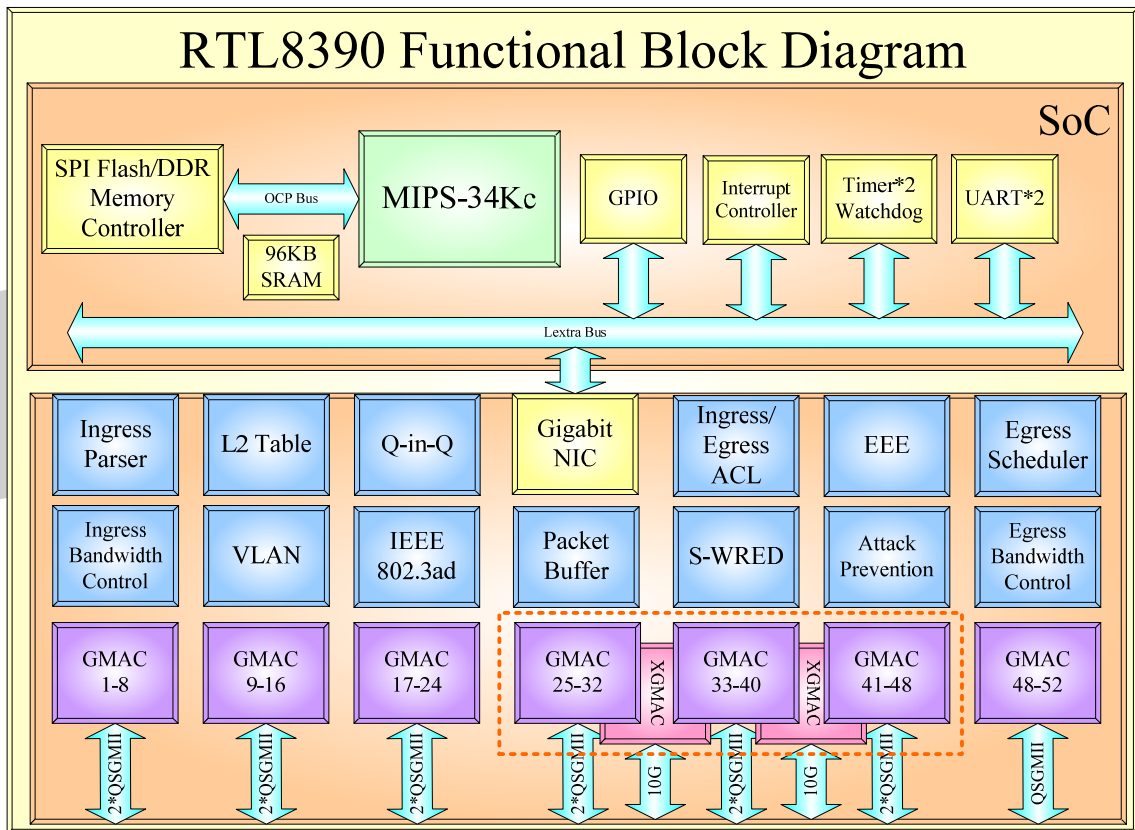 RTL8390 Functional Block Diagram
SoC
SPI Flash/DDR
Memory
Controller
OCP Bus
96KB
SRAM
MIPS-34Kc
GPIO
Interrupt
Controller
Timer*2
Watchdog
UART*2
Lextra Bus
Ingress
Parser
L2 Table
Q-in-Q
Gigabit
NIC
Ingress/
Egress
ACL
EEE
Egress
Scheduler
Ingress
Bandwidth
Control
VLAN
IEEE
802.3ad
Packet
Buffer
S-WRED
Attack
Prevention
Egress
Bandwidth
Control
GMAC
1-8
GMAC
9-16
GMAC
17-24
GMAC
25-32
XGMAC
GMAC
33-40
XGMAC
GMAC
41-48
GMAC
48-52
2*QSGMII
2*QSGMII
2*QSGMII
2*QSGMII
10G
2*QSGMII
10G
2*QSGMII
QSGMII